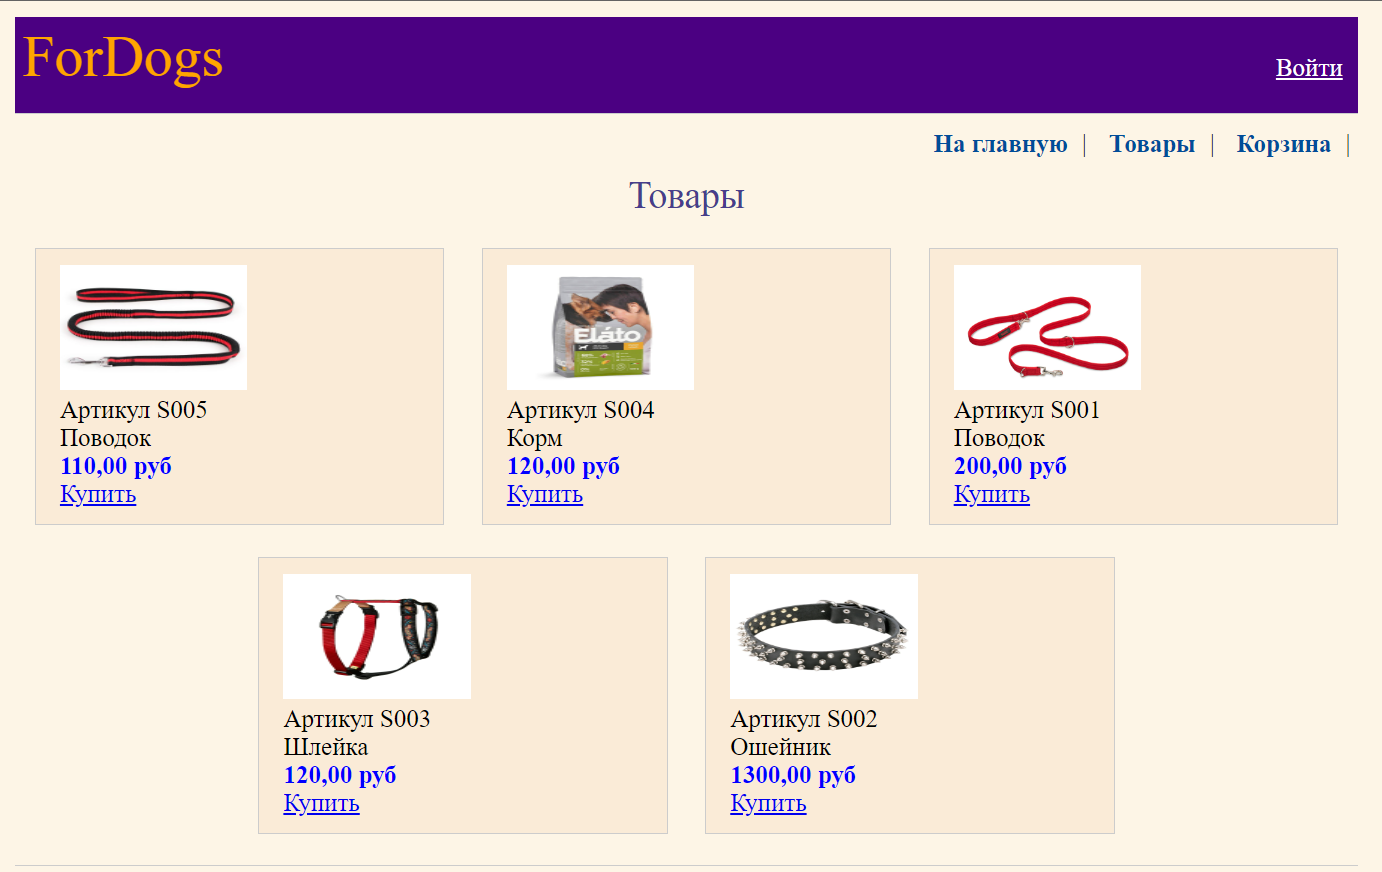 ForDogs
Войти
На главную | Товары | Корзина |
Товары
Eláto
Артикул S005
Поводок
110,00 руб
Купить
Артикул S004
Корм
120,00 руб
Купить
Артикул S001
Поводок
200,00 руб
Купить
Артикул S003
Шлейка
120,00 руб
Купить
Артикул S002
Ошейник
1300,00 руб
Купить